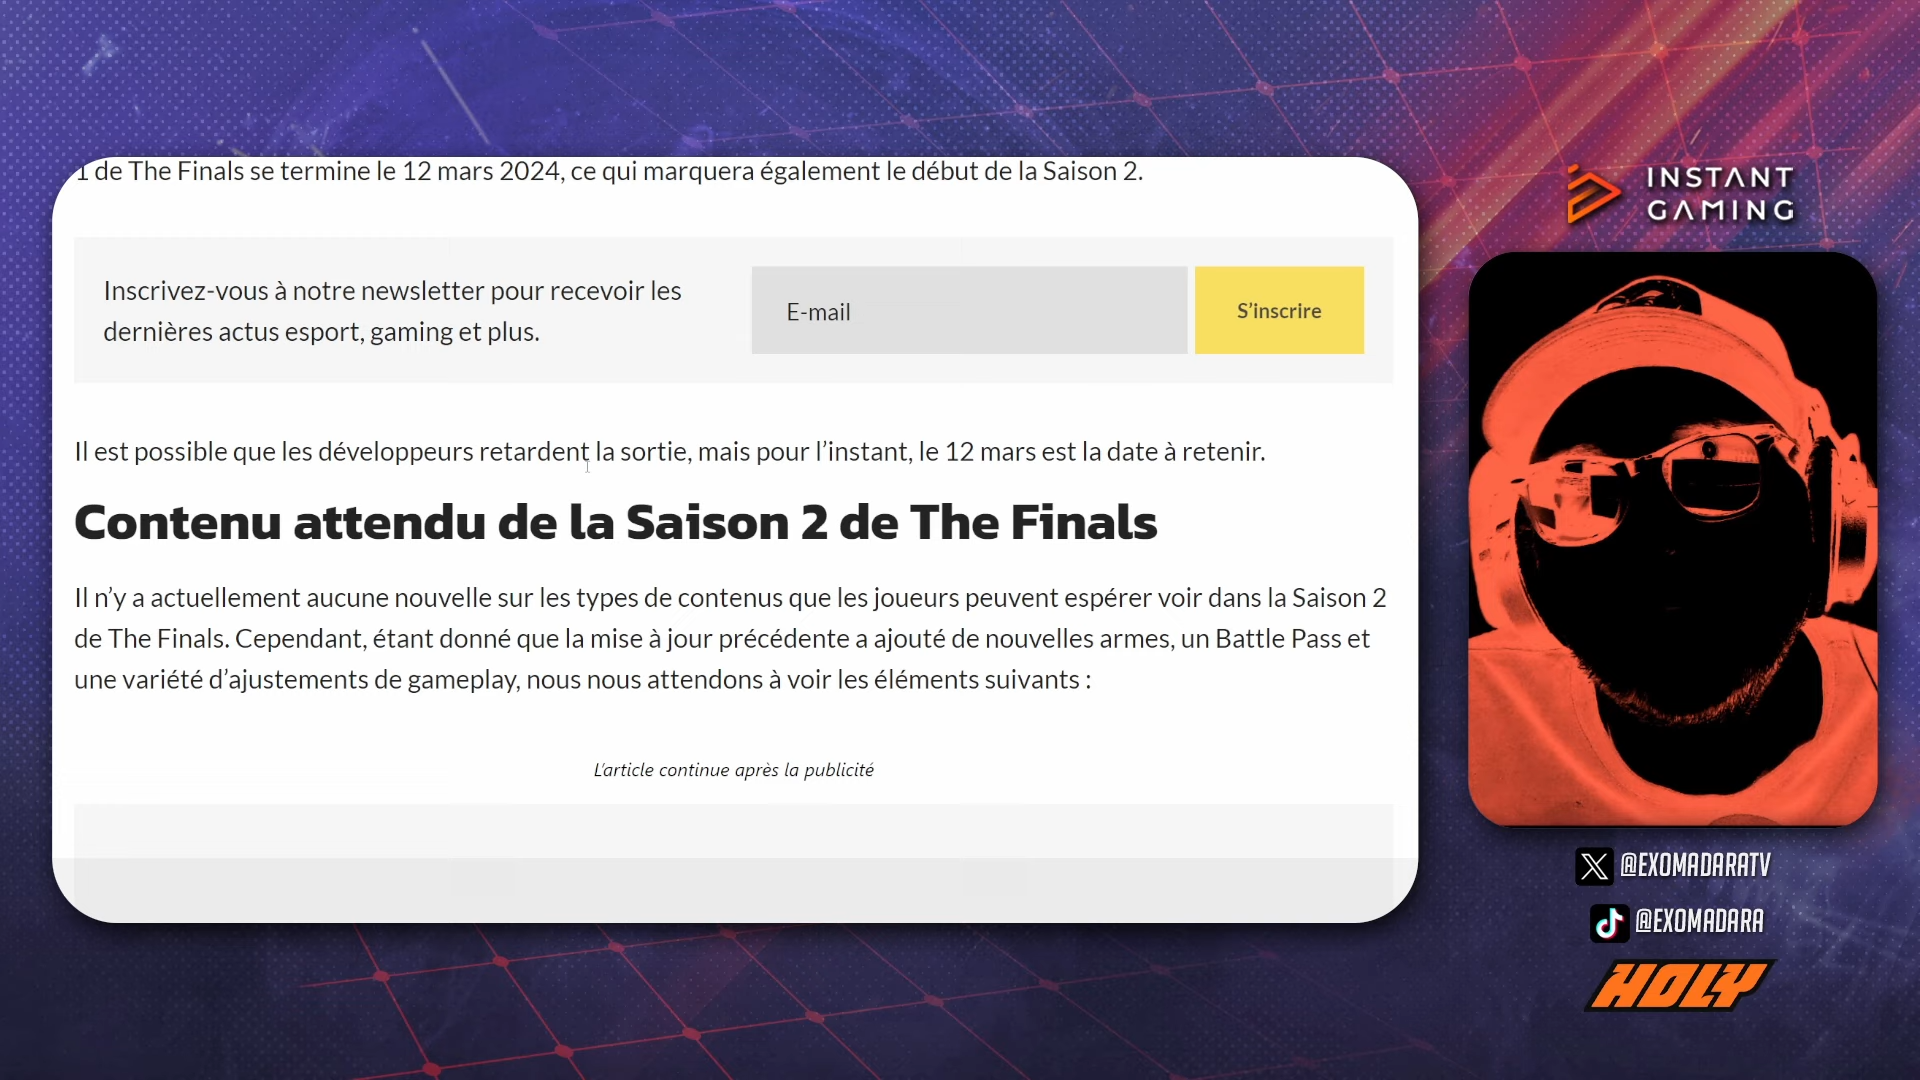 1 de The Finals se termine le 12 mars 2024, ce qui marquera également le début de la Saison 2.
Inscrivez-vous à notre newsletter pour recevoir les
dernières actus esport, gaming et plus.
E-mail
S’inscrire
Il est possible que les développeurs retardent la sortie, mais pour l’instant, le 12 mars est la date à retenir.
Contenu attendu de la Saison 2 de The Finals
Il n’y a actuellement aucune nouvelle sur les types de contenus que les joueurs peuvent espérer voir dans la Saison 2
de The Finals. Cependant, étant donné que la mise à jour précédente a ajouté de nouvelles armes, un Battle Pass et
une variété d’ajustements de gameplay, nous nous attendons à voir les éléments suivants :
L’article continue après la publicité
INSTANT
GAMING
@EXOMADARATV
@EXOMADARA
HOLY